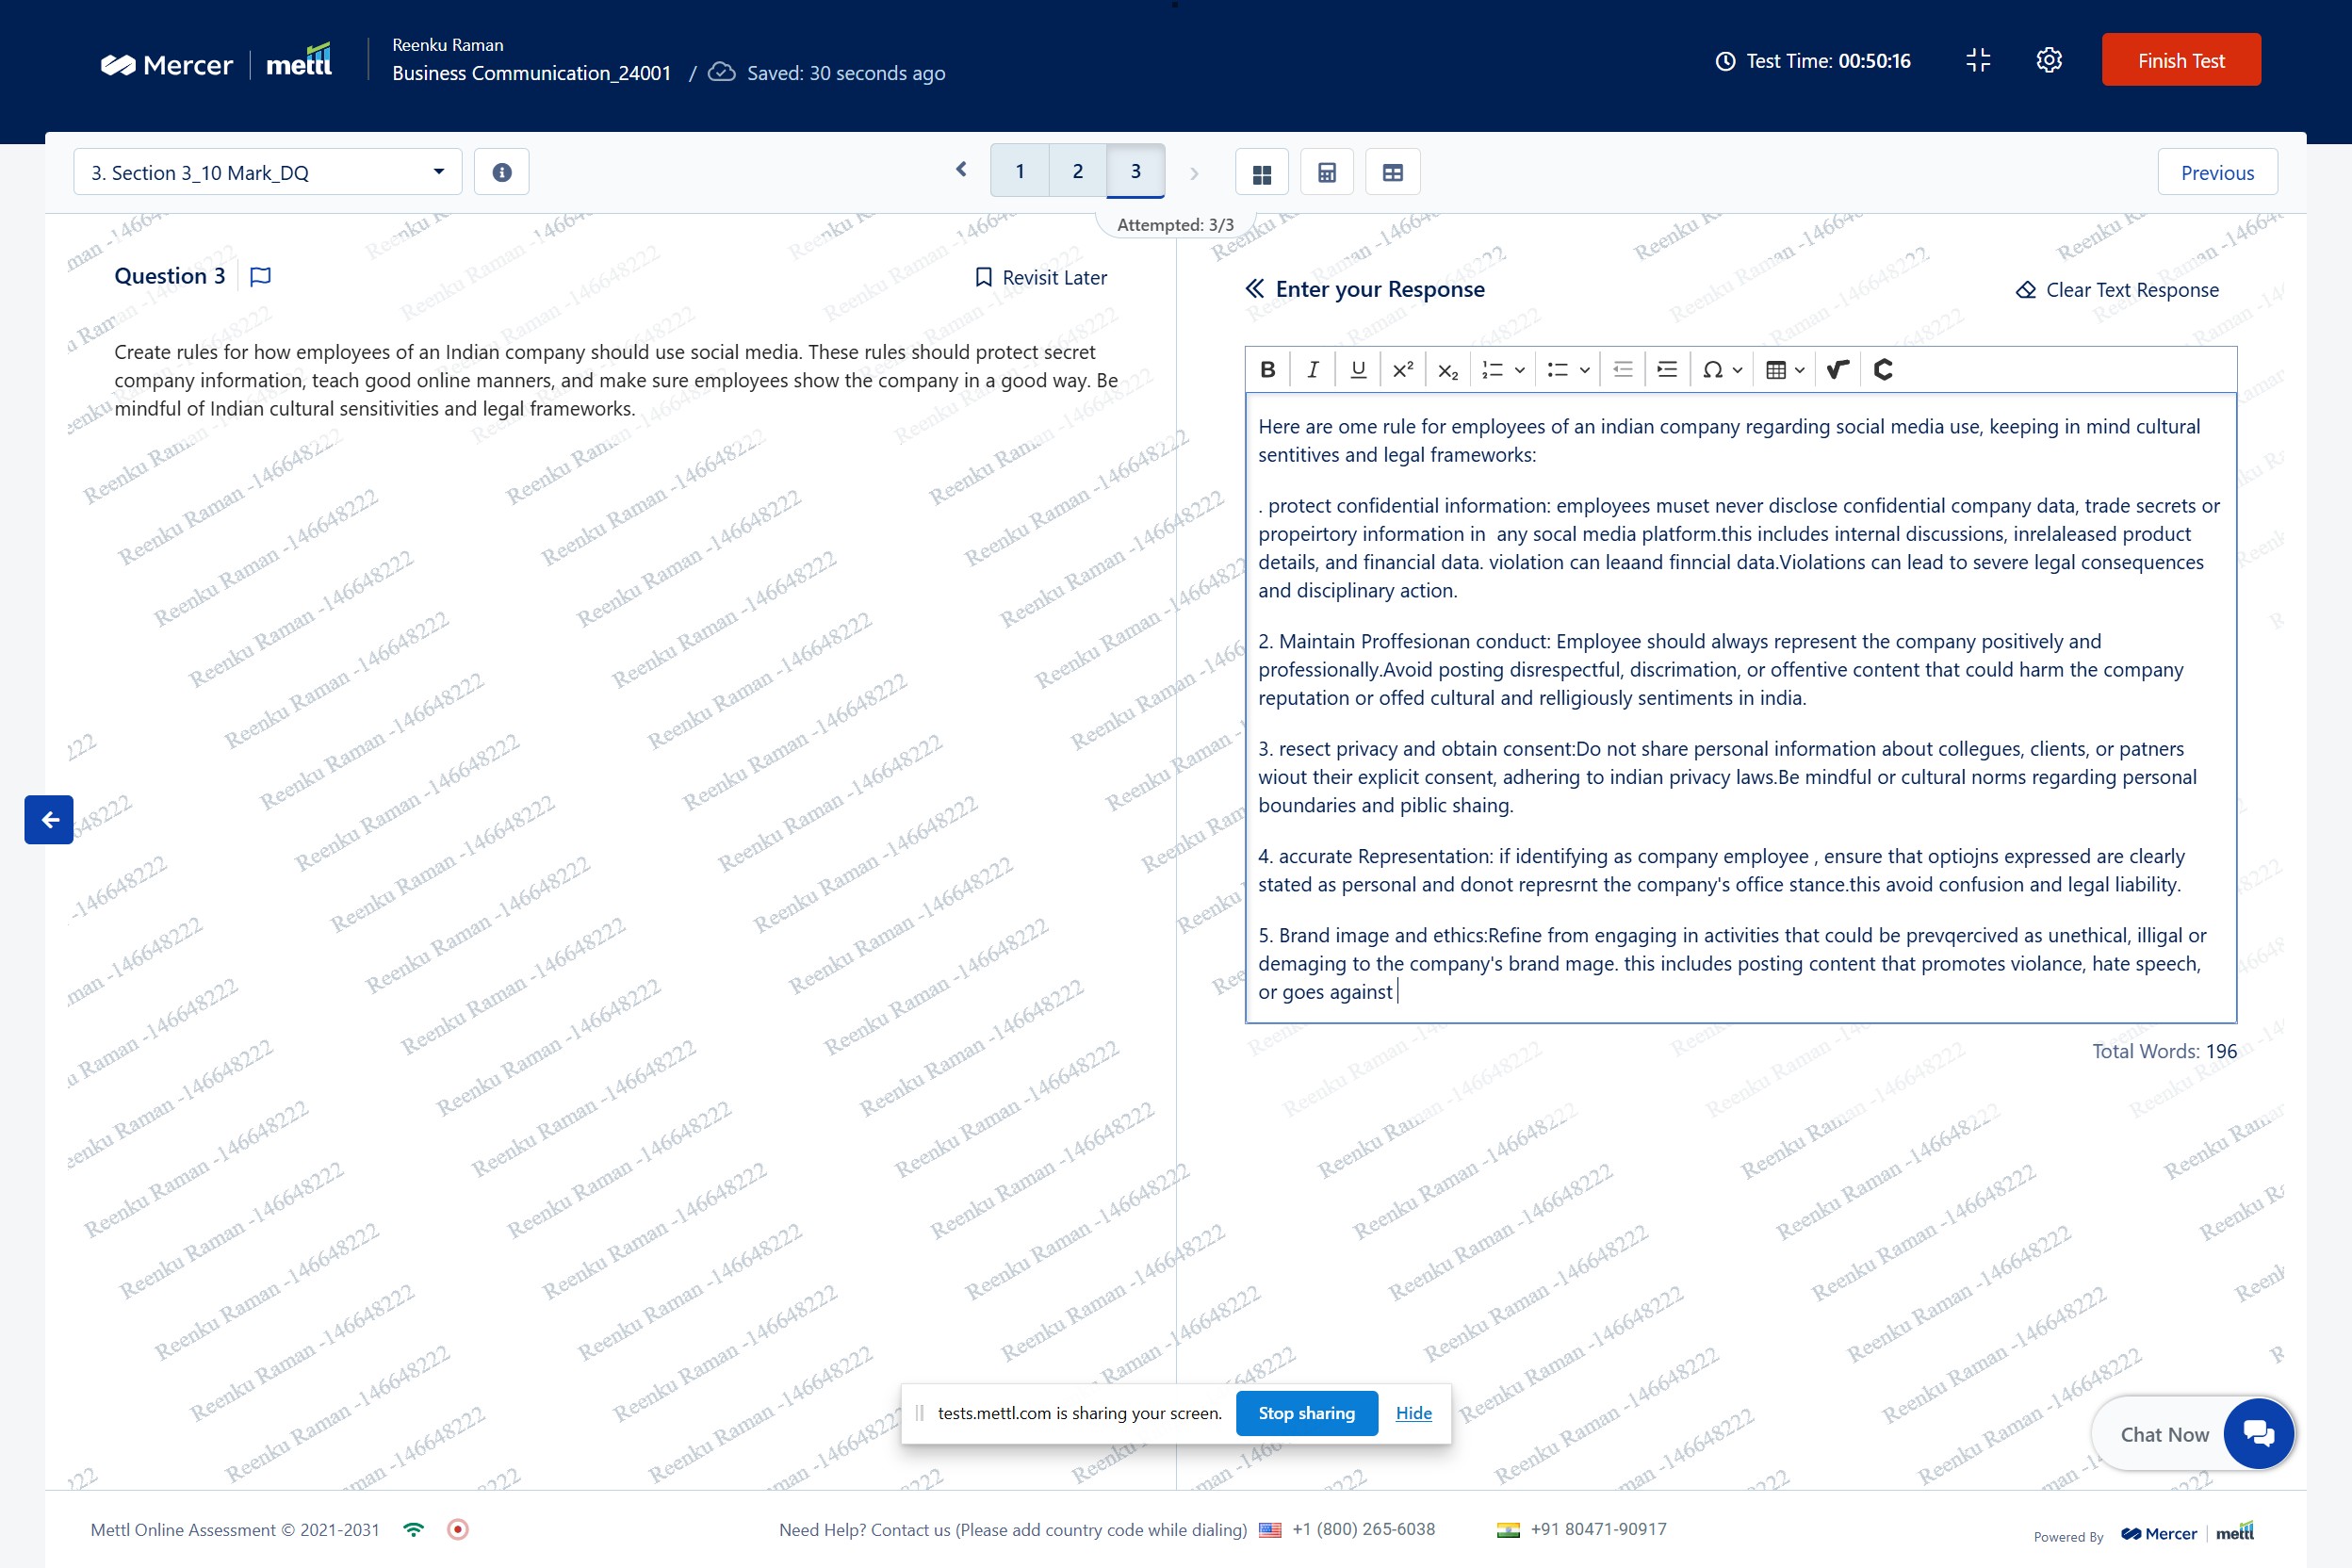 Mercer | mettl
Reenku Raman
Business Communication_24001 / Saved: 30 seconds ago
Test Time: 00:50:16
Finish Test
3. Section 3_10 Mark_DQ
1 2 3
Previous
Attempted: 3/3
Question 3
Revisit Later
Create rules for how employees of an Indian company should use social media. These rules should protect secret
company information, teach good online manners, and make sure employees show the company in a good way. Be
mindful of Indian cultural sensitivities and legal frameworks.
Enter your Response
Clear Text Response
Here are ome rule for employees of an indian company regarding social media use, keeping in mind cultural
sentitives and legal frameworks:
. protect confidential information: employees muset never disclose confidential company data, trade secrets or
propeirtory information in  any socal media platform.this includes internal discussions, inrelaleased product
details, and financial data. violation can leaand finncial data.Violations can lead to severe legal consequences
and disciplinary action.
2. Maintain Proffesionan conduct: Employee should always represent the company positively and
professionally.Avoid posting disrespectful, discrimation, or offentive content that could harm the company
reputation or offed cultural and relligiously sentiments in india.
3. resect privacy and obtain consent:Do not share personal information about collegues, clients, or patners
wiout their explicit consent, adhering to indian privacy laws.Be mindful or cultural norms regarding personal
boundaries and piblic shaing.
4. accurate Representation: if identifying as company employee , ensure that optiojns expressed are clearly
stated as personal and donot represrnt the company's office stance.this avoid confusion and legal liability.
5. Brand image and ethics:Refine from engaging in activities that could be prevqercived as unethical, illigal or
demaging to the company's brand mage. this includes posting content that promotes violance, hate speech,
or goes against
Total Words: 196
Reenku Raman -146648222
tests.mettl.com is sharing your screen.
Stop sharing
Hide
Chat Now
Mettl Online Assessment © 2021-2031
Need Help? Contact us (Please add country code while dialing) +1 (800) 265-6038 +91 80471-90917
Powered By Mercer | mettl